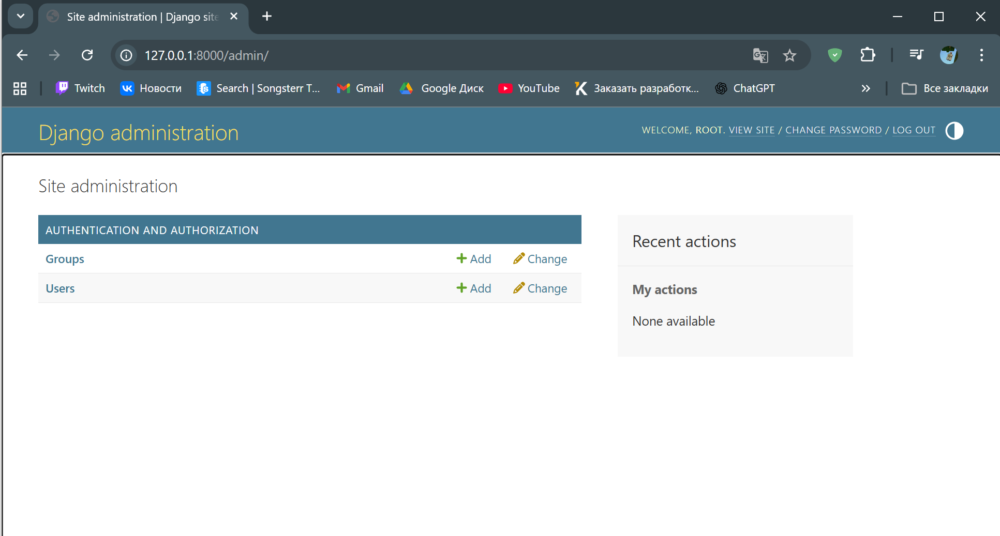 Site administration | Django site
127.0.0.1:8000/admin/
Twitch
Новости
Search | Songsterr T...
Gmail
Google Диск
YouTube
Заказать разработк...
ChatGPT
Все закладки
Django administration
WELCOME, ROOT. VIEW SITE / CHANGE PASSWORD / LOG OUT
Site administration
AUTHENTICATION AND AUTHORIZATION
Groups Add Change
Users Add Change
Recent actions
My actions
None available